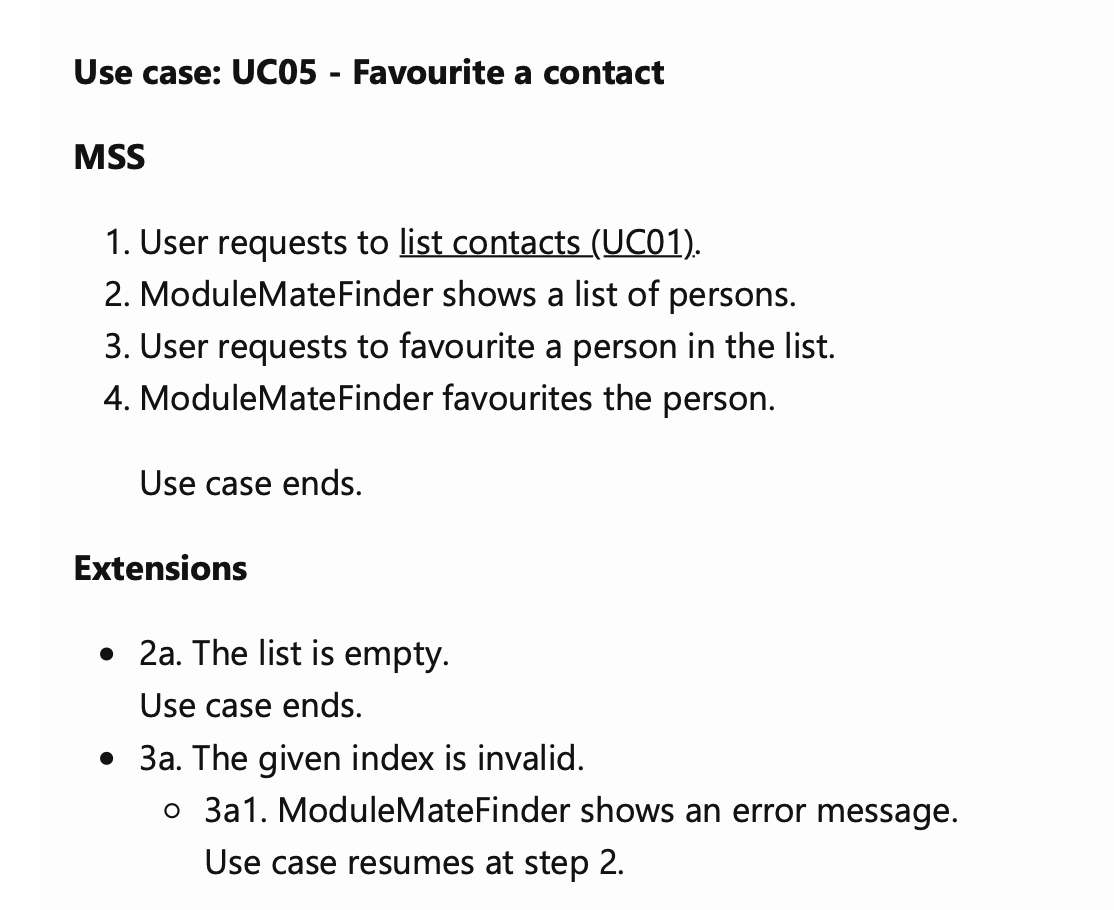 Use case: UC05 - Favourite a contact
MSS
1. User requests to list contacts (UC01).
2. ModuleMateFinder shows a list of persons.
3. User requests to favourite a person in the list.
4. ModuleMateFinder favourites the person.
Use case ends.
Extensions
• 2a. The list is empty.
Use case ends.
• 3a. The given index is invalid.
○ 3a1. ModuleMateFinder shows an error message.
Use case resumes at step 2.